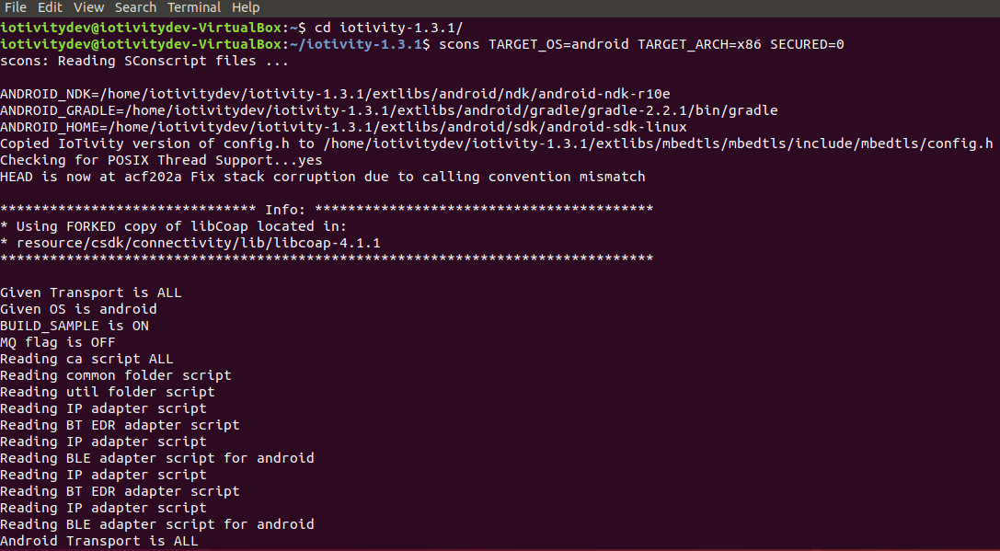 File Edit View Search Terminal Help
iotivitydev@iotivitydev-VirtualBox:~$ cd iotivity-1.3.1/
iotivitydev@iotivitydev-VirtualBox:~/iotivity-1.3.1$ scons TARGET_OS=android TARGET_ARCH=x86 SECURED=0
scons: Reading SConscript files ...
ANDROID_NDK=/home/iotivitydev/iotivity-1.3.1/extlibs/android/ndk/android-ndk-r10e
ANDROID_GRADLE=/home/iotivitydev/iotivity-1.3.1/extlibs/android/gradle/gradle-2.2.1/bin/gradle
ANDROID_HOME=/home/iotivitydev/iotivity-1.3.1/extlibs/android/sdk/android-sdk-linux
Copied IoTivity version of config.h to /home/iotivitydev/iotivity-1.3.1/extlibs/mbedtls/mbedtls/include/mbedtls/config.h
Checking for POSIX Thread Support...yes
HEAD is now at acf202a Fix stack corruption due to calling convention mismatch
******************************* Info: *****************************************
* Using FORKED copy of libCoap located in:
* resource/csdk/connectivity/lib/libcoap-4.1.1
*******************************************************************************
Given Transport is ALL
Given OS is android
BUILD_SAMPLE is ON
MQ flag is OFF
Reading ca script ALL
Reading common folder script
Reading util folder script
Reading IP adapter script
Reading BT EDR adapter script
Reading IP adapter script
Reading BLE adapter script for android
Reading IP adapter script
Reading BT EDR adapter script
Reading IP adapter script
Reading BLE adapter script for android
Android Transport is ALL